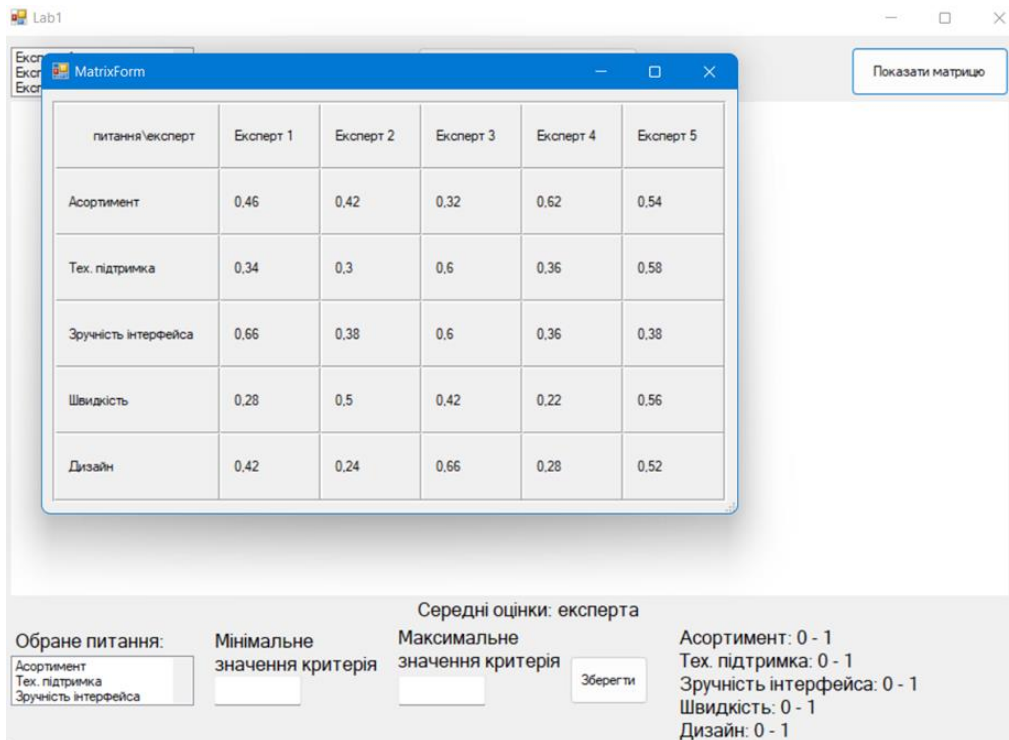 Lab1
Показати матрицю
MatrixForm
питання\експерт Експерт 1 Експерт 2 Експерт 3 Експерт 4 Експерт 5
Асортимент 0,46 0,42 0,32 0,62 0,54
Тех. підтримка 0,34 0,3 0,6 0,36 0,58
Зручність інтерфейса 0,66 0,38 0,6 0,36 0,38
Швидкість 0,28 0,5 0,42 0,22 0,56
Дизайн 0,42 0,24 0,66 0,28 0,52
Середні оцінки: експерта
Обране питання:
Асортимент
Тех. підтримка
Зручність інтерфейса
Мінімальне
значення критерія
Максимальне
значення критерія
Зберегти
Асортимент: 0 - 1
Тех. підтримка: 0 - 1
Зручність інтерфейса: 0 - 1
Швидкість: 0 - 1
Дизайн: 0 - 1